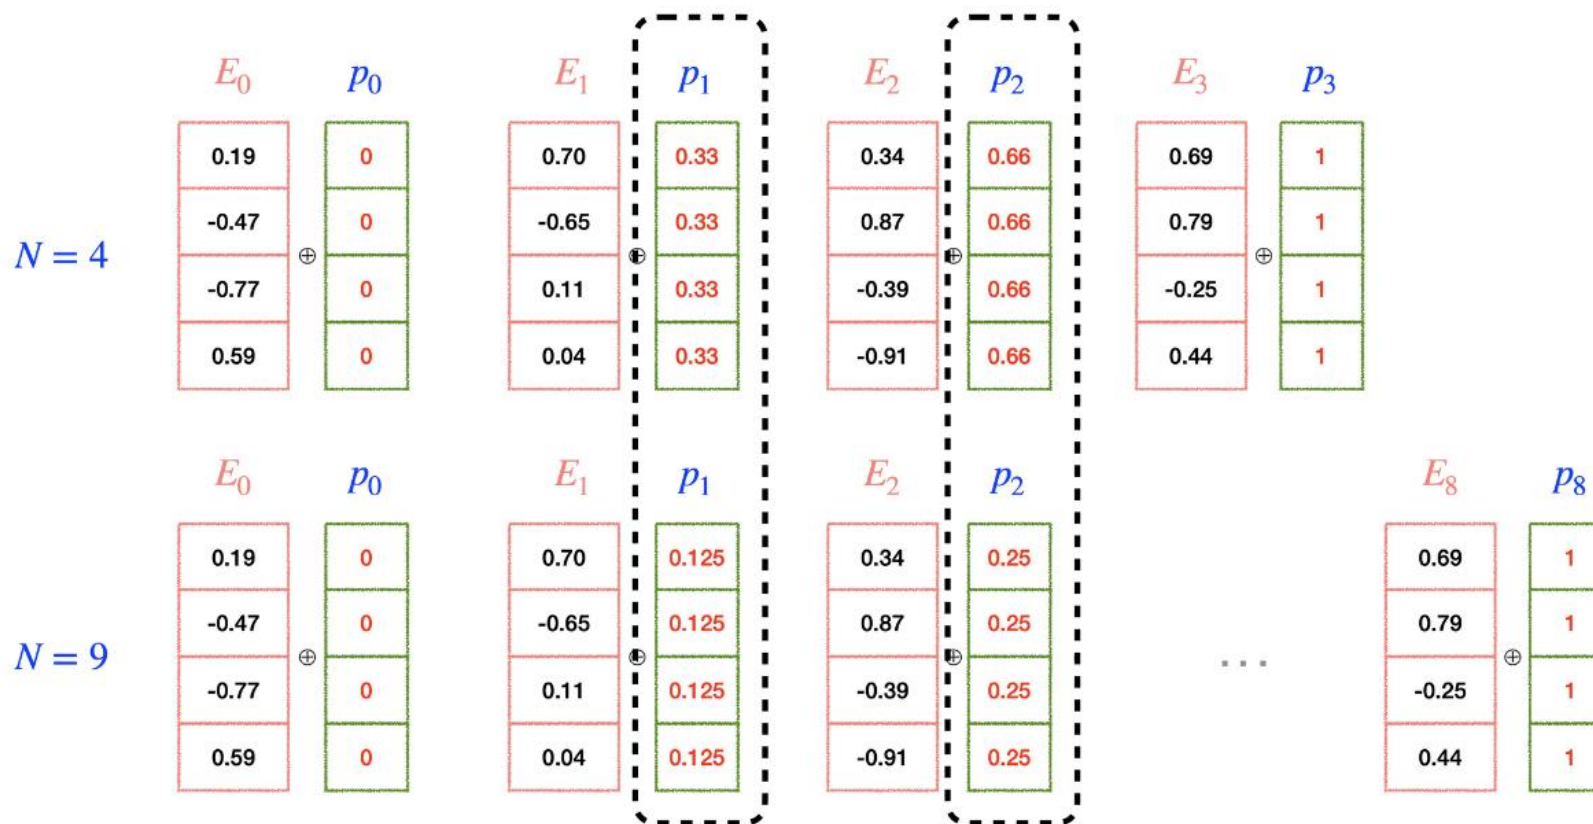 E₀ p₀ E₁ p₁ E₂ p₂ E₃ p₃
0.19 0 0.70 0.33 0.34 0.66 0.69 1
-0.47 0 -0.65 0.33 0.87 0.66 0.79 1
N = 4 ⊕ ⊕ ⊕ ⊕
-0.77 0 0.11 0.33 -0.39 0.66 -0.25 1
0.59 0 0.04 0.33 -0.91 0.66 0.44 1
E₀ p₀ E₁ p₁ E₂ p₂ E₈ p₈
0.19 0 0.70 0.125 0.34 0.25 0.69 1
-0.47 0 -0.65 0.125 0.87 0.25 0.79 1
N = 9 ⊕ ⊕ ⊕ ... ⊕
-0.77 0 0.11 0.125 -0.39 0.25 -0.25 1
0.59 0 0.04 0.125 -0.91 0.25 0.44 1